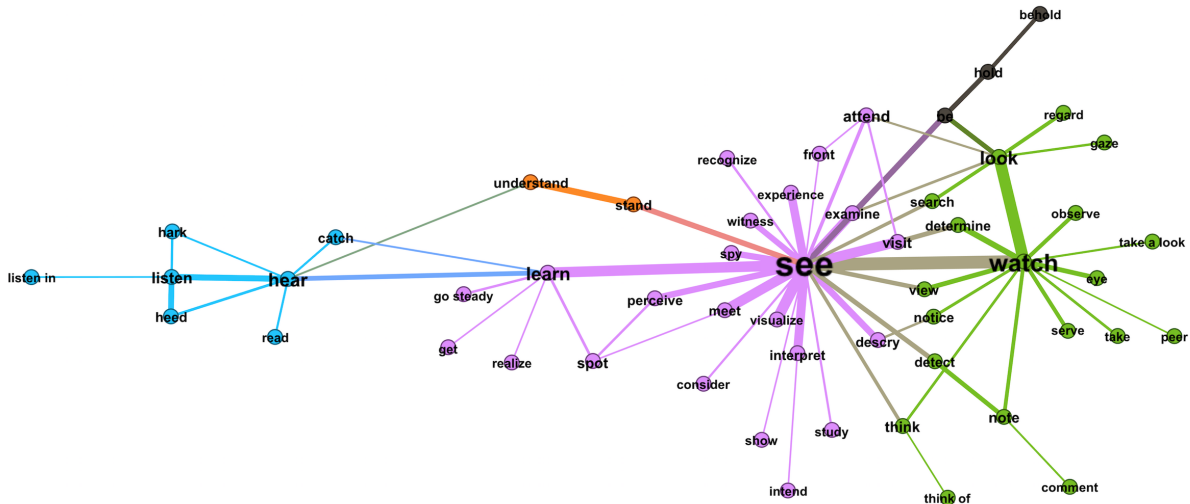 behold
hold
attend
be
regard
gaze
look
front
recognize
understand
experience
stand
search
examine
witness
determine
observe
hark
catch
visit
take a look
spy
see
watch
listen in
listen
hear
learn
eye
view
go steady
perceive
meet
visualize
notice
heed
serve
take
peer
read
descry
get
realize
spot
interpret
detect
consider
note
think
study
show
intend
comment
think of